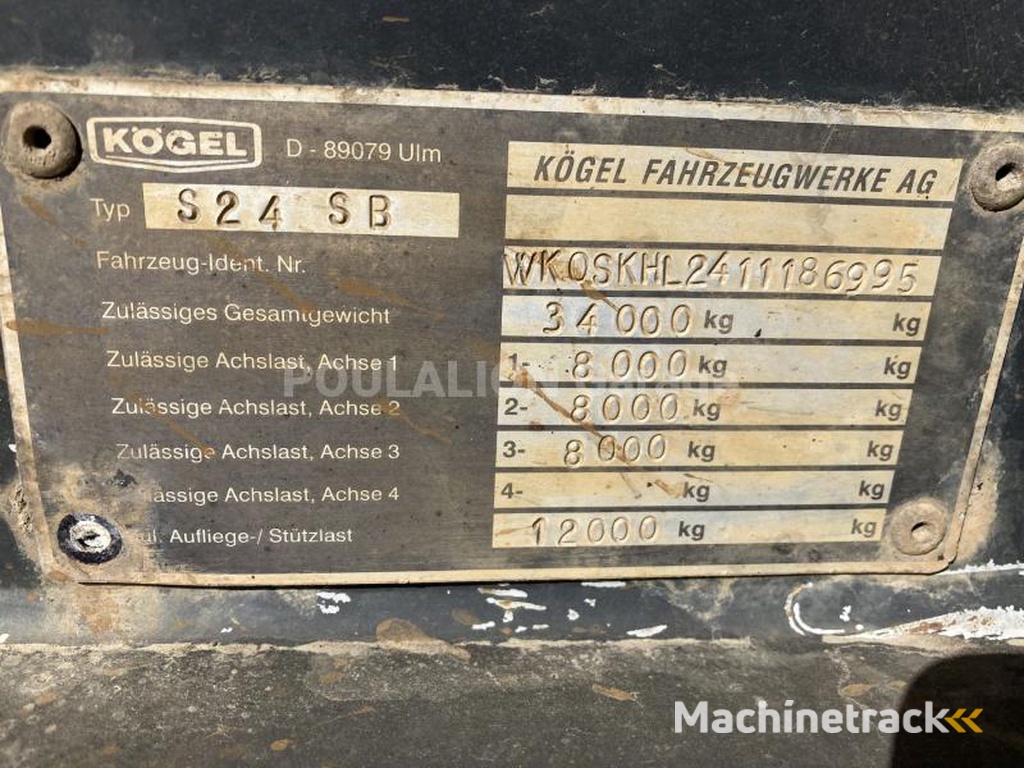 KÖGEL D - 89079 Ulm
KÖGEL FAHRZEUGWERKE AG
Typ S24 SB
Fahrzeug-Ident. Nr. WK0SKHL2411186995
Zulässiges Gesamtgewicht 34000 kg kg
Zulässige Achslast, Achse 1 1- 8000 kg kg
POULALION
Zulässige Achslast, Achse 2 2- 8000 kg kg
Zulässige Achslast, Achse 3 3- 8000 kg kg
Achslast, Achse 4 4- kg kg
Aufliege-/ Stützlast 12000 kg kg
Machinetrack